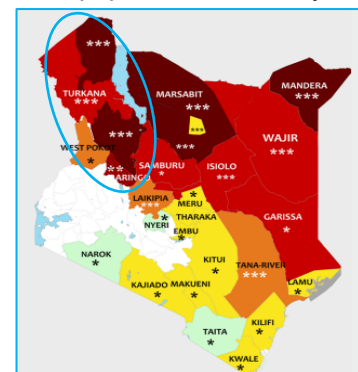 ***
MARSABIT
***
MANDERA
***
TURKANA
***
***
***
***
WAJIR
***
WEST POKOT
*
**
BARINGO
SAMBURU
*
ISIOLO
***
LAIKIPIA
***
*
MERU
*
NYERI
THARAKA
EMBU
*
GARISSA
*
NAROK
*
KITUI
*
TANA-RIVER
***
LAMU
*
KAJIADO
*
MAKUENI
*
TAITA
*
KILIFI
*
KWALE
*